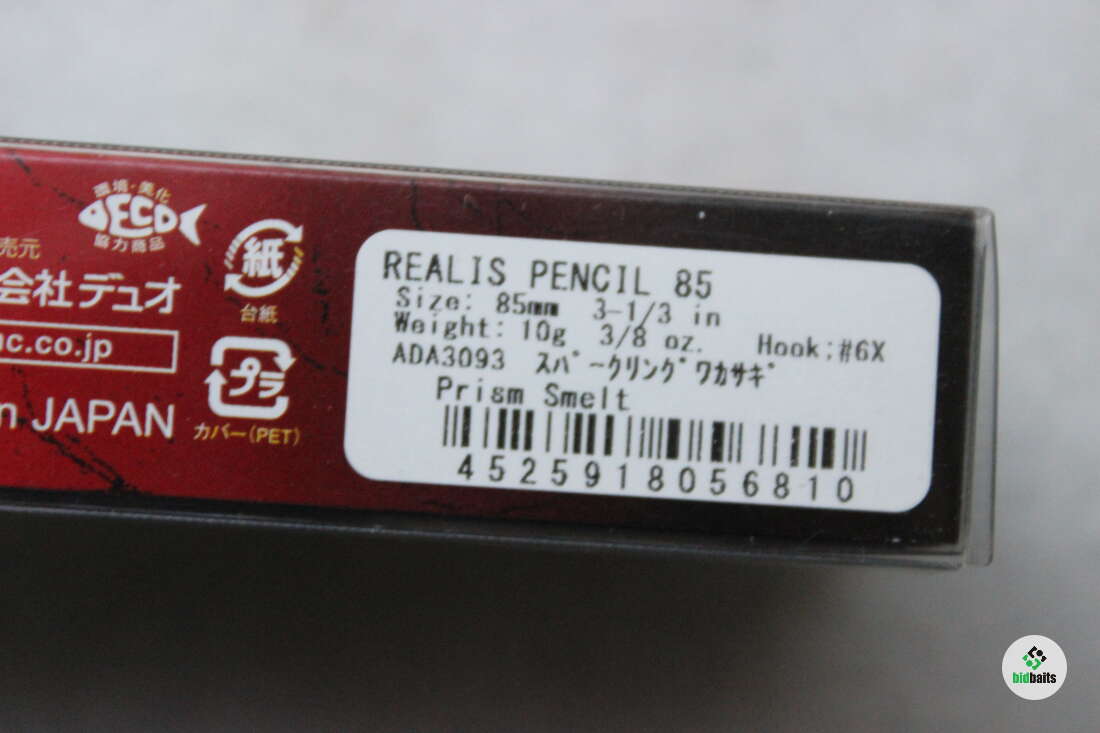 環境・美化
ECO
協力商品
売元
会社デュオ
uc.co.jp
n JAPAN
紙
台紙
プラ
カバー(PET)
REALIS PENCIL 85
Size: 85mm 3-1/3 in
Weight: 10g 3/8 oz. Hook;#6X
ADA3093 スパークリングワカサギ
Prism Smelt
4525918056810
bidbaits